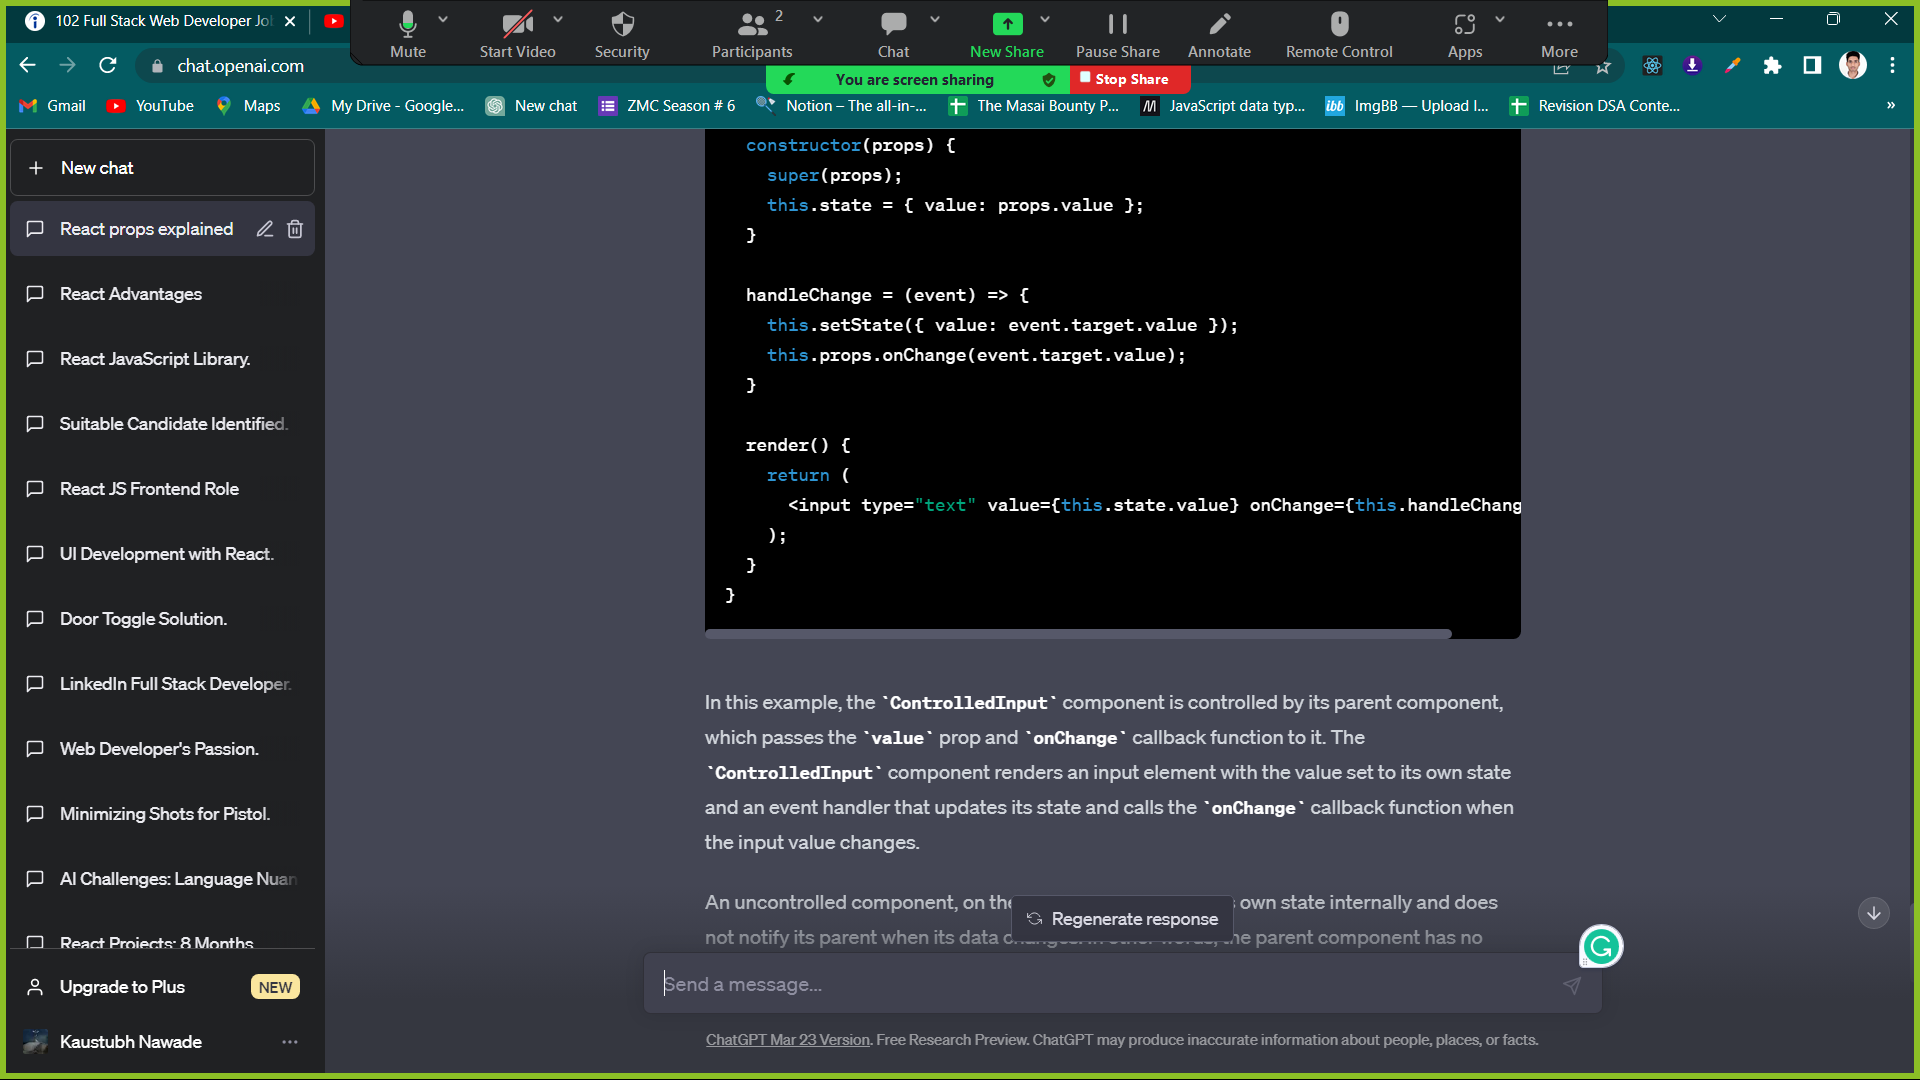 102 Full Stack Web Developer Jo
Mute
Start Video
Security
Participants
2
Chat
New Share
Pause Share
Annotate
Remote Control
Apps
More
You are screen sharing
Stop Share
chat.openai.com
Gmail
YouTube
Maps
My Drive - Google...
New chat
ZMC Season # 6
Notion – The all-in-...
The Masai Bounty P...
JavaScript data typ...
ibb
ImgBB — Upload I...
Revision DSA Conte...
»
New chat
React props explained
React Advantages
React JavaScript Library.
Suitable Candidate Identified.
React JS Frontend Role
UI Development with React.
Door Toggle Solution.
LinkedIn Full Stack Developer.
Web Developer's Passion.
Minimizing Shots for Pistol.
AI Challenges: Language Nuan
React Projects: 8 Months
Upgrade to Plus
NEW
Kaustubh Nawade
constructor(props) {
super(props);
this.state = { value: props.value };
}
handleChange = (event) => {
this.setState({ value: event.target.value });
this.props.onChange(event.target.value);
}
render() {
return (
<input type="text" value={this.state.value} onChange={this.handleChang
);
}
}
In this example, the `ControlledInput` component is controlled by its parent component,
which passes the `value` prop and `onChange` callback function to it. The
`ControlledInput` component renders an input element with the value set to its own state
and an event handler that updates its state and calls the `onChange` callback function when
the input value changes.
An uncontrolled component, on the own state internally and does
not notify its parent when its data changes. In other words, the parent component has no
Regenerate response
Send a message...
ChatGPT Mar 23 Version. Free Research Preview. ChatGPT may produce inaccurate information about people, places, or facts.